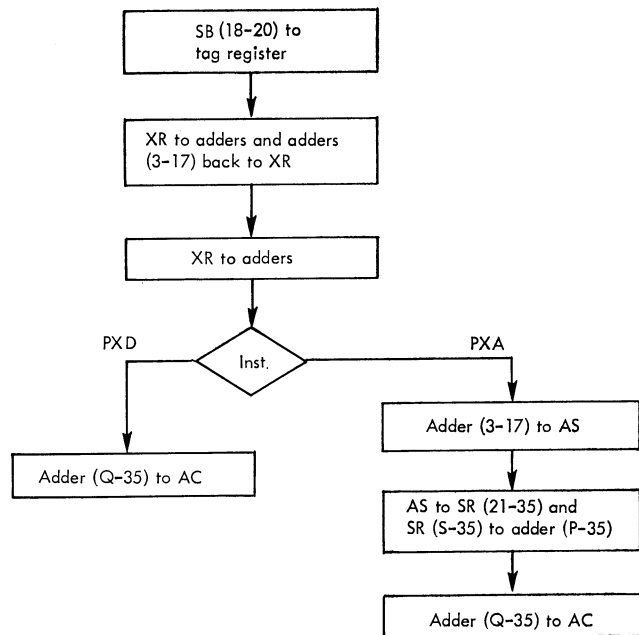 SB (18-20) to
tag register
XR to adders and adders
(3-17) back to XR
XR to adders
PXD
Inst.
PXA
Adder (3-17) to AS
Adder (Q-35) to AC
AS to SR (21-35) and
SR (S-35) to adder (P-35)
Adder (Q-35) to AC